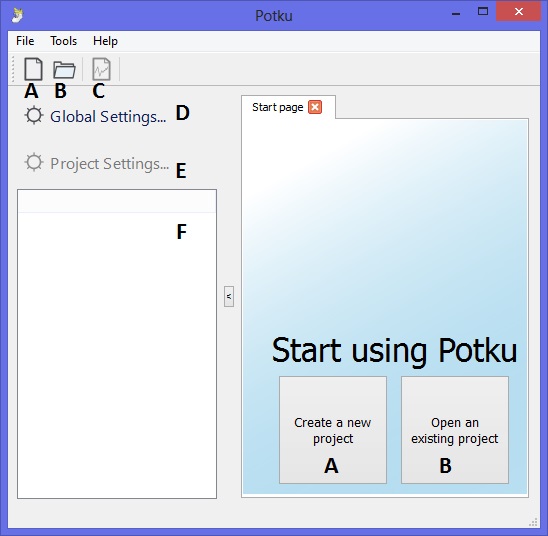 Potku
File Tools Help
A B C
Global Settings... D
Project Settings... E
F
<
Start page
Start using Potku
Create a new
project
A
Open an
existing project
B